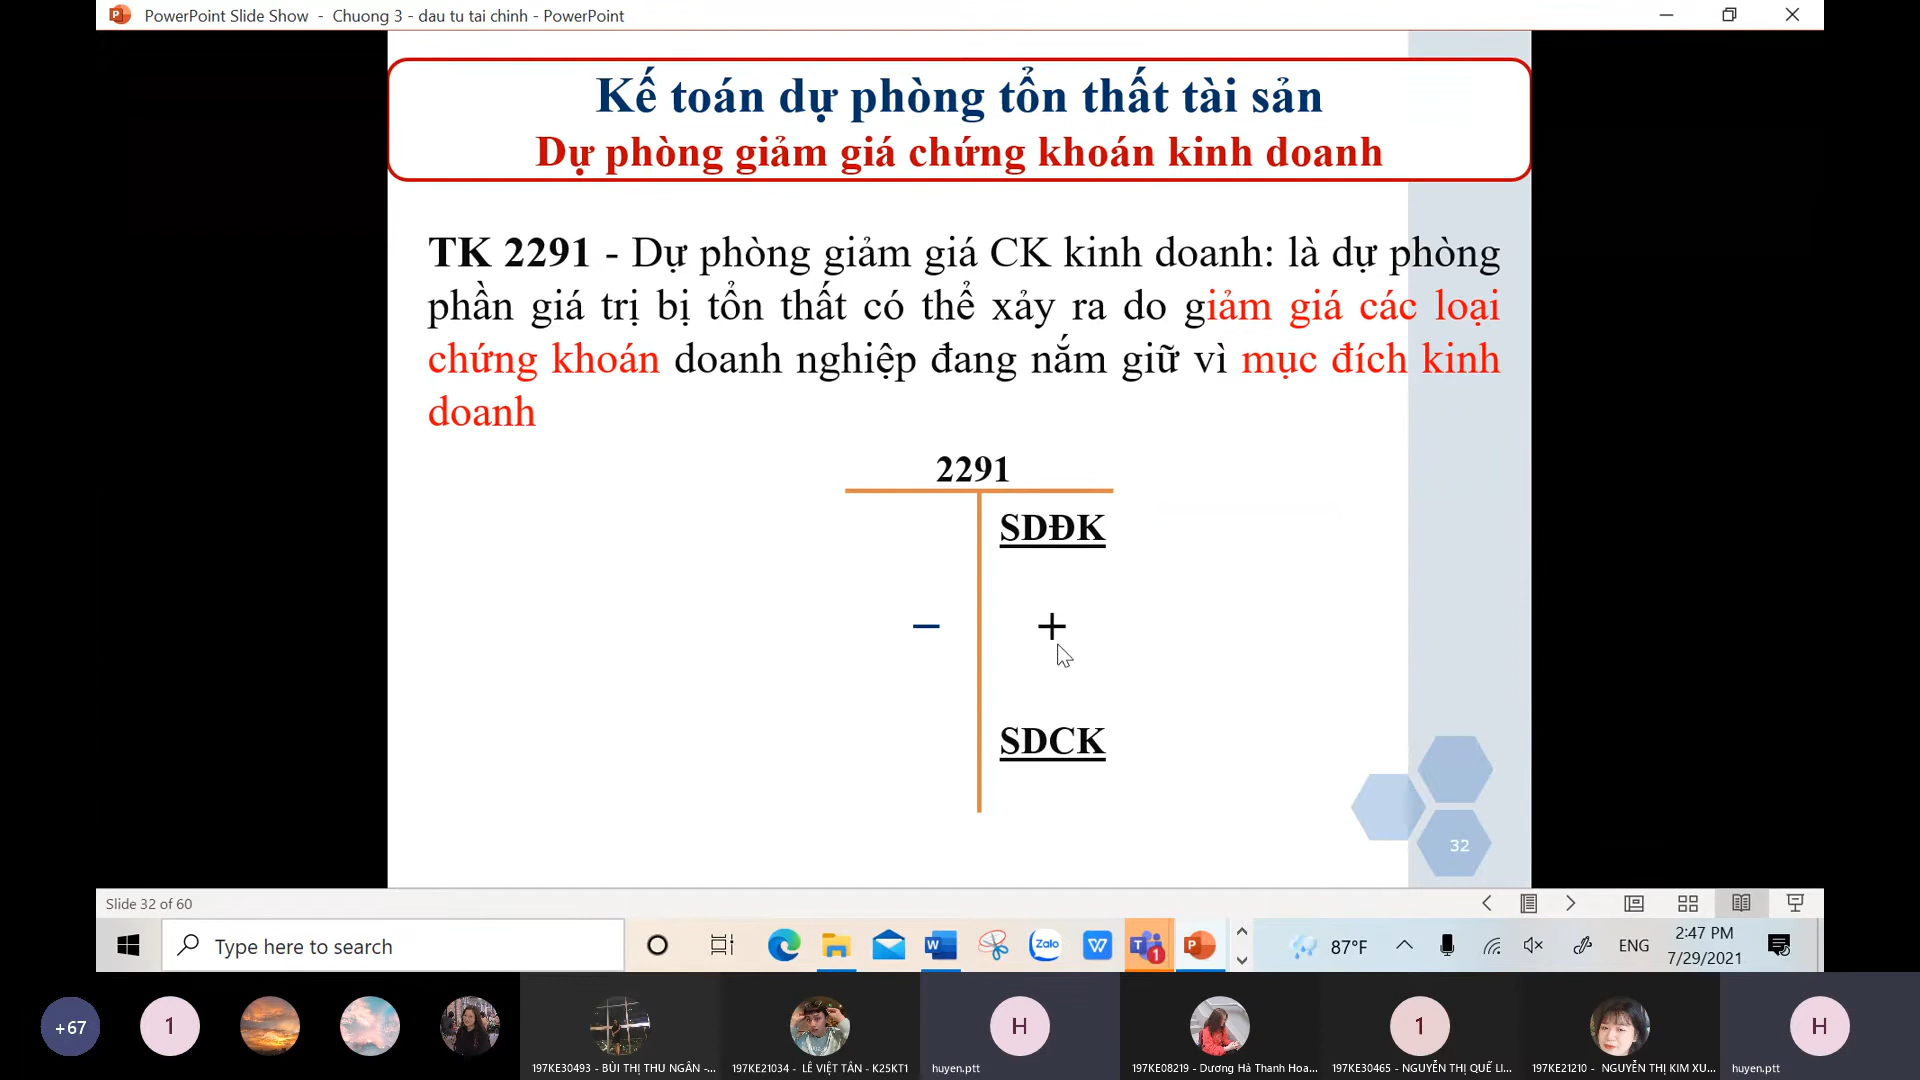 PowerPoint Slide Show - Chuong 3 - dau tu tai chinh - PowerPoint
Kế toán dự phòng tổn thất tài sản
Dự phòng giảm giá chứng khoán kinh doanh
TK 2291 - Dự phòng giảm giá CK kinh doanh: là dự phòng
phần giá trị bị tổn thất có thể xảy ra do giảm giá các loại
chứng khoán doanh nghiệp đang nắm giữ vì mục đích kinh
doanh
2291
SDĐK
− +
SDCK
32
Slide 32 of 60
Type here to search
Zalo
1
87°F
ENG
2:47 PM
7/29/2021
+67
1
H
1
H
197KE30493 - BÙI THỊ THU NGÂN -...
197KE21034 - LÊ VIỆT TÂN - K25KT1
huyen.ptt
197KE08219 - Dương Hà Thanh Hoa...
197KE30465 - NGUYỄN THỊ QUẾ LI...
197KE21210 - NGUYỄN THỊ KIM XU...
huyen.ptt